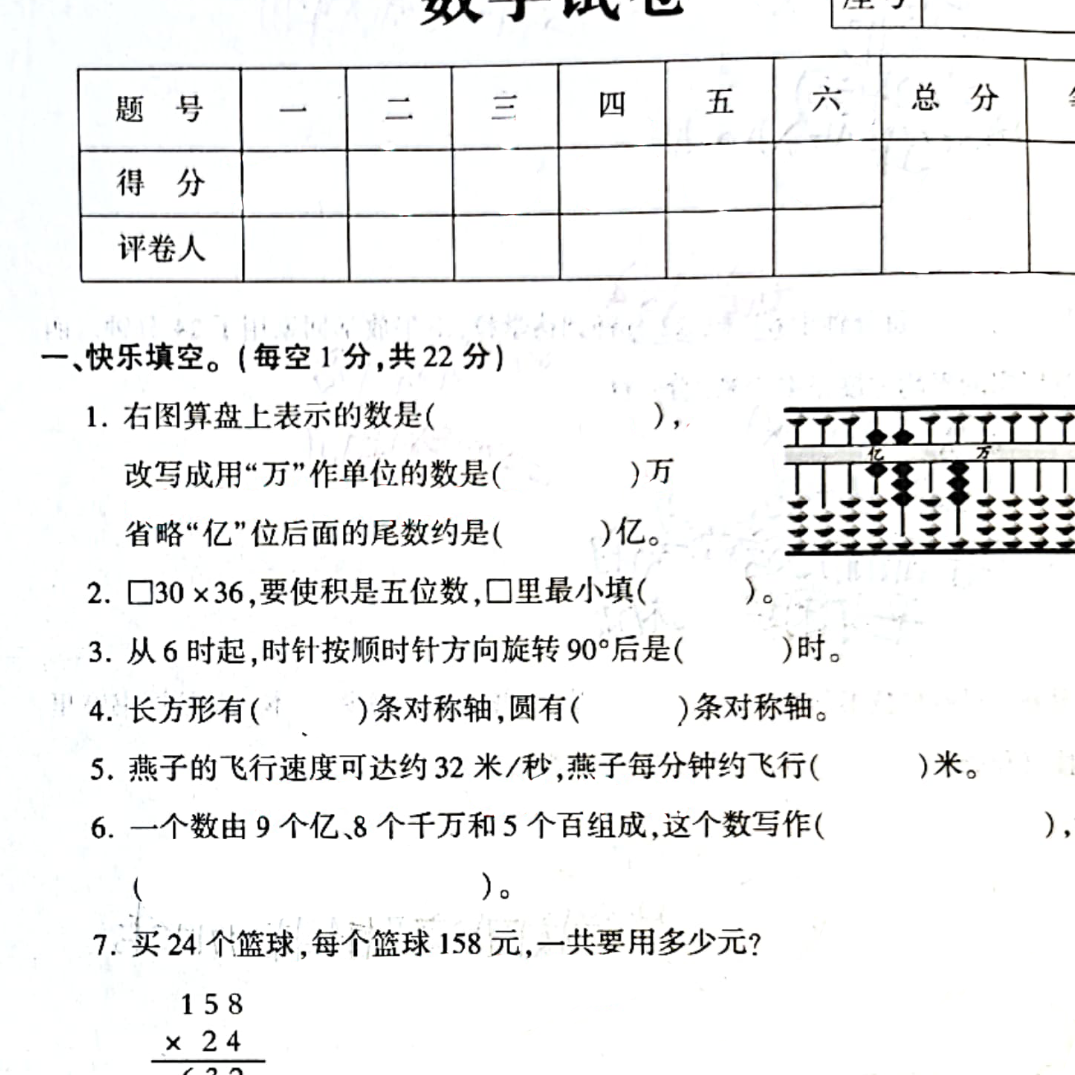 数学试卷
座号
题 号 一 二 三 四 五 六 总 分
得 分
评卷人
一、快乐填空。(每空1分,共22分)
1. 右图算盘上表示的数是( ),
改写成用“万”作单位的数是( )万
亿 万
省略“亿”位后面的尾数约是( )亿。
2. □30×36,要使积是五位数,□里最小填( )。
3. 从6时起,时针按顺时针方向旋转90°后是( )时。
4. 长方形有( )条对称轴,圆有( )条对称轴。
5. 燕子的飞行速度可达约32米/秒,燕子每分钟约飞行( )米。
6. 一个数由9个亿、8个千万和5个百组成,这个数写作( ),
( )。
7. 买24个篮球,每个篮球158元,一共要用多少元?
158
× 24
632